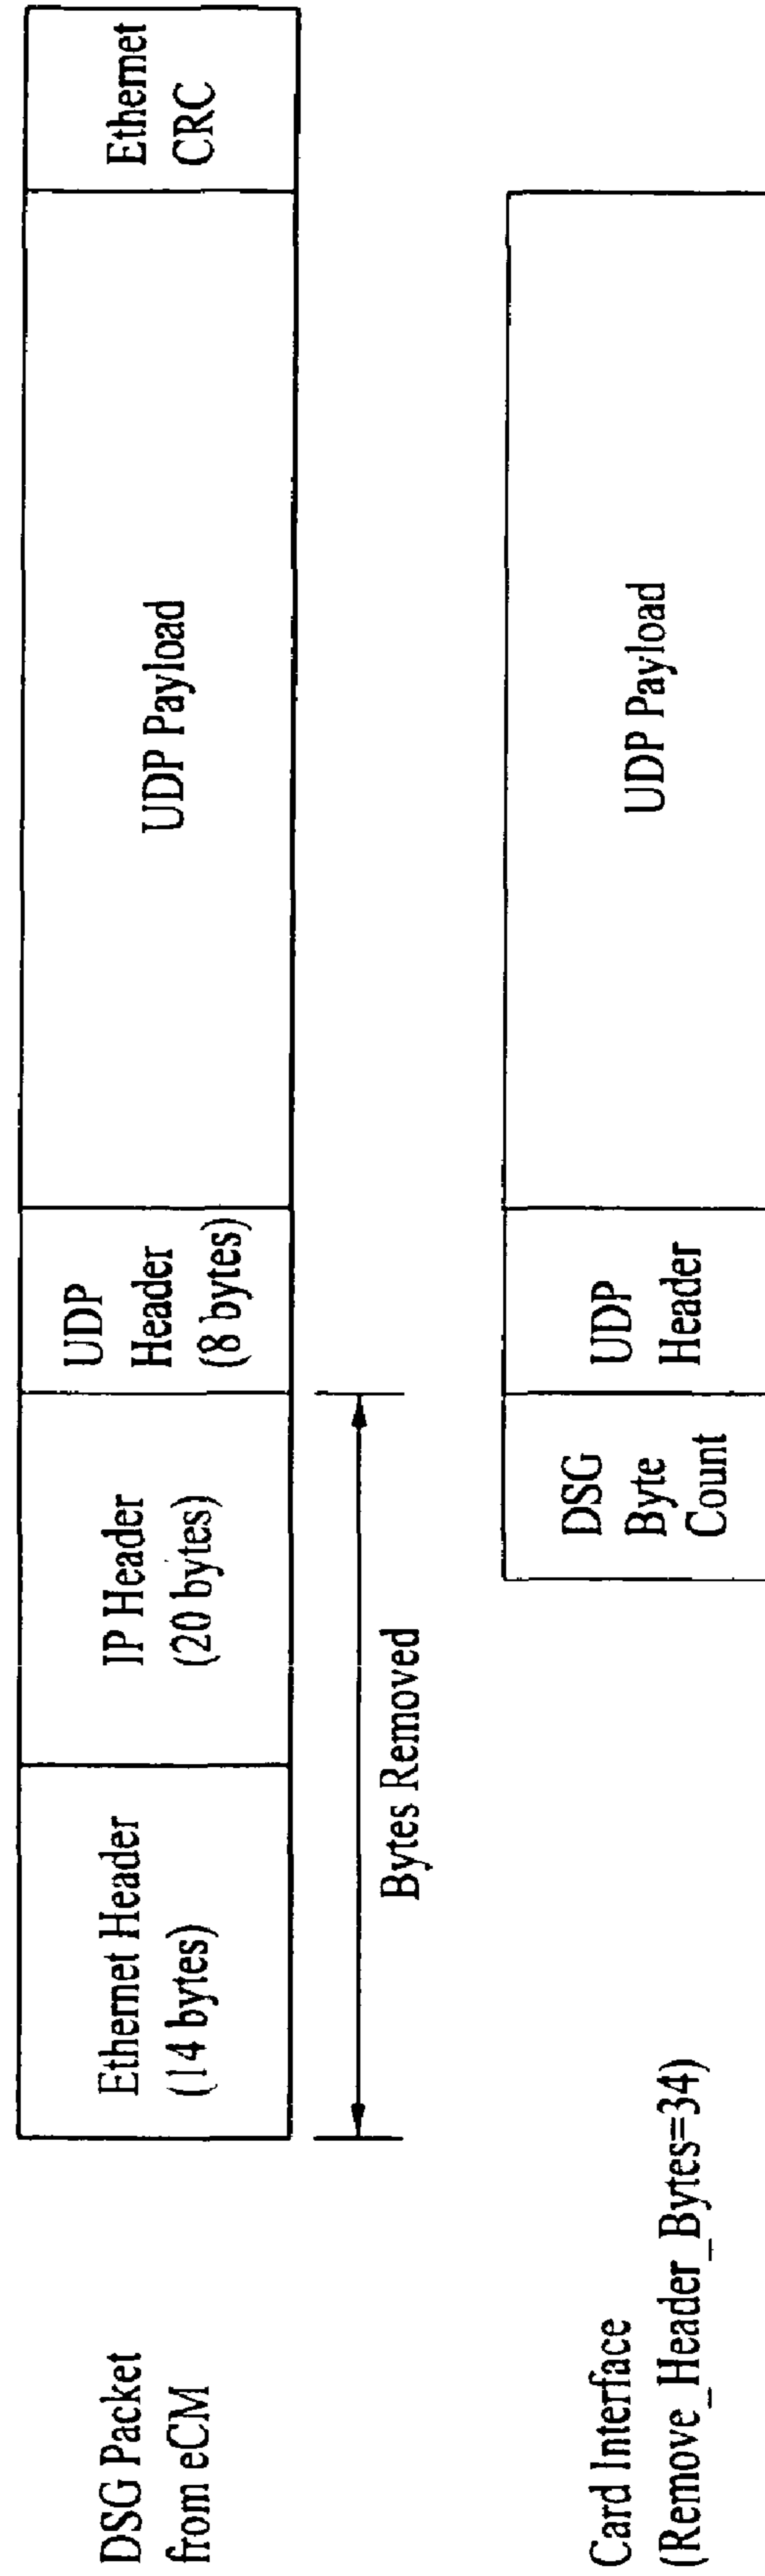 DSG Packet
from eCM
Ethernet Header
(14 bytes)
IP Header
(20 bytes)
UDP
Header
(8 bytes)
UDP Payload
Ethernet
CRC
Bytes Removed
Card Interface
(Remove_Header_Bytes=34)
DSG
Byte
Count
UDP
Header
UDP Payload